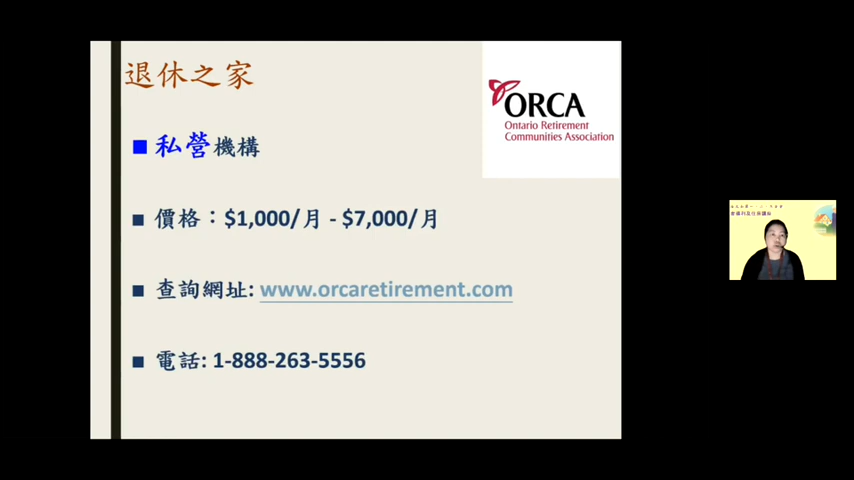 退休之家
ORCA
Ontario Retirement
Communities Association
■ 私營機構
■ 價格：$1,000/月 - $7,000/月
■ 查詢網址: www.orcaretirement.com
■ 電話: 1-888-263-5556